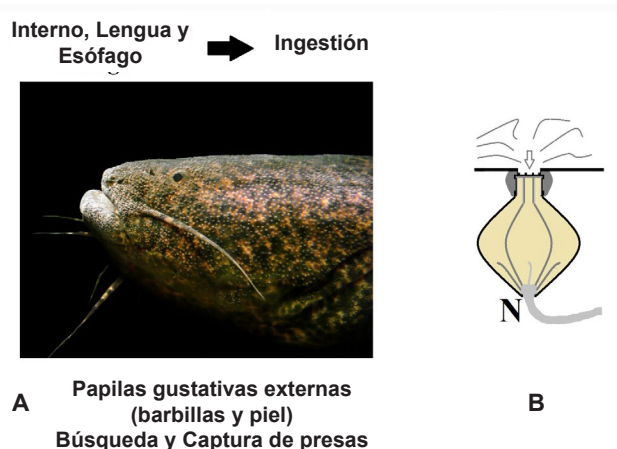 Interno, Lengua y
Esófago
Ingestión
N
A
Papilas gustativas externas
(barbillas y piel)
Búsqueda y Captura de presas
B